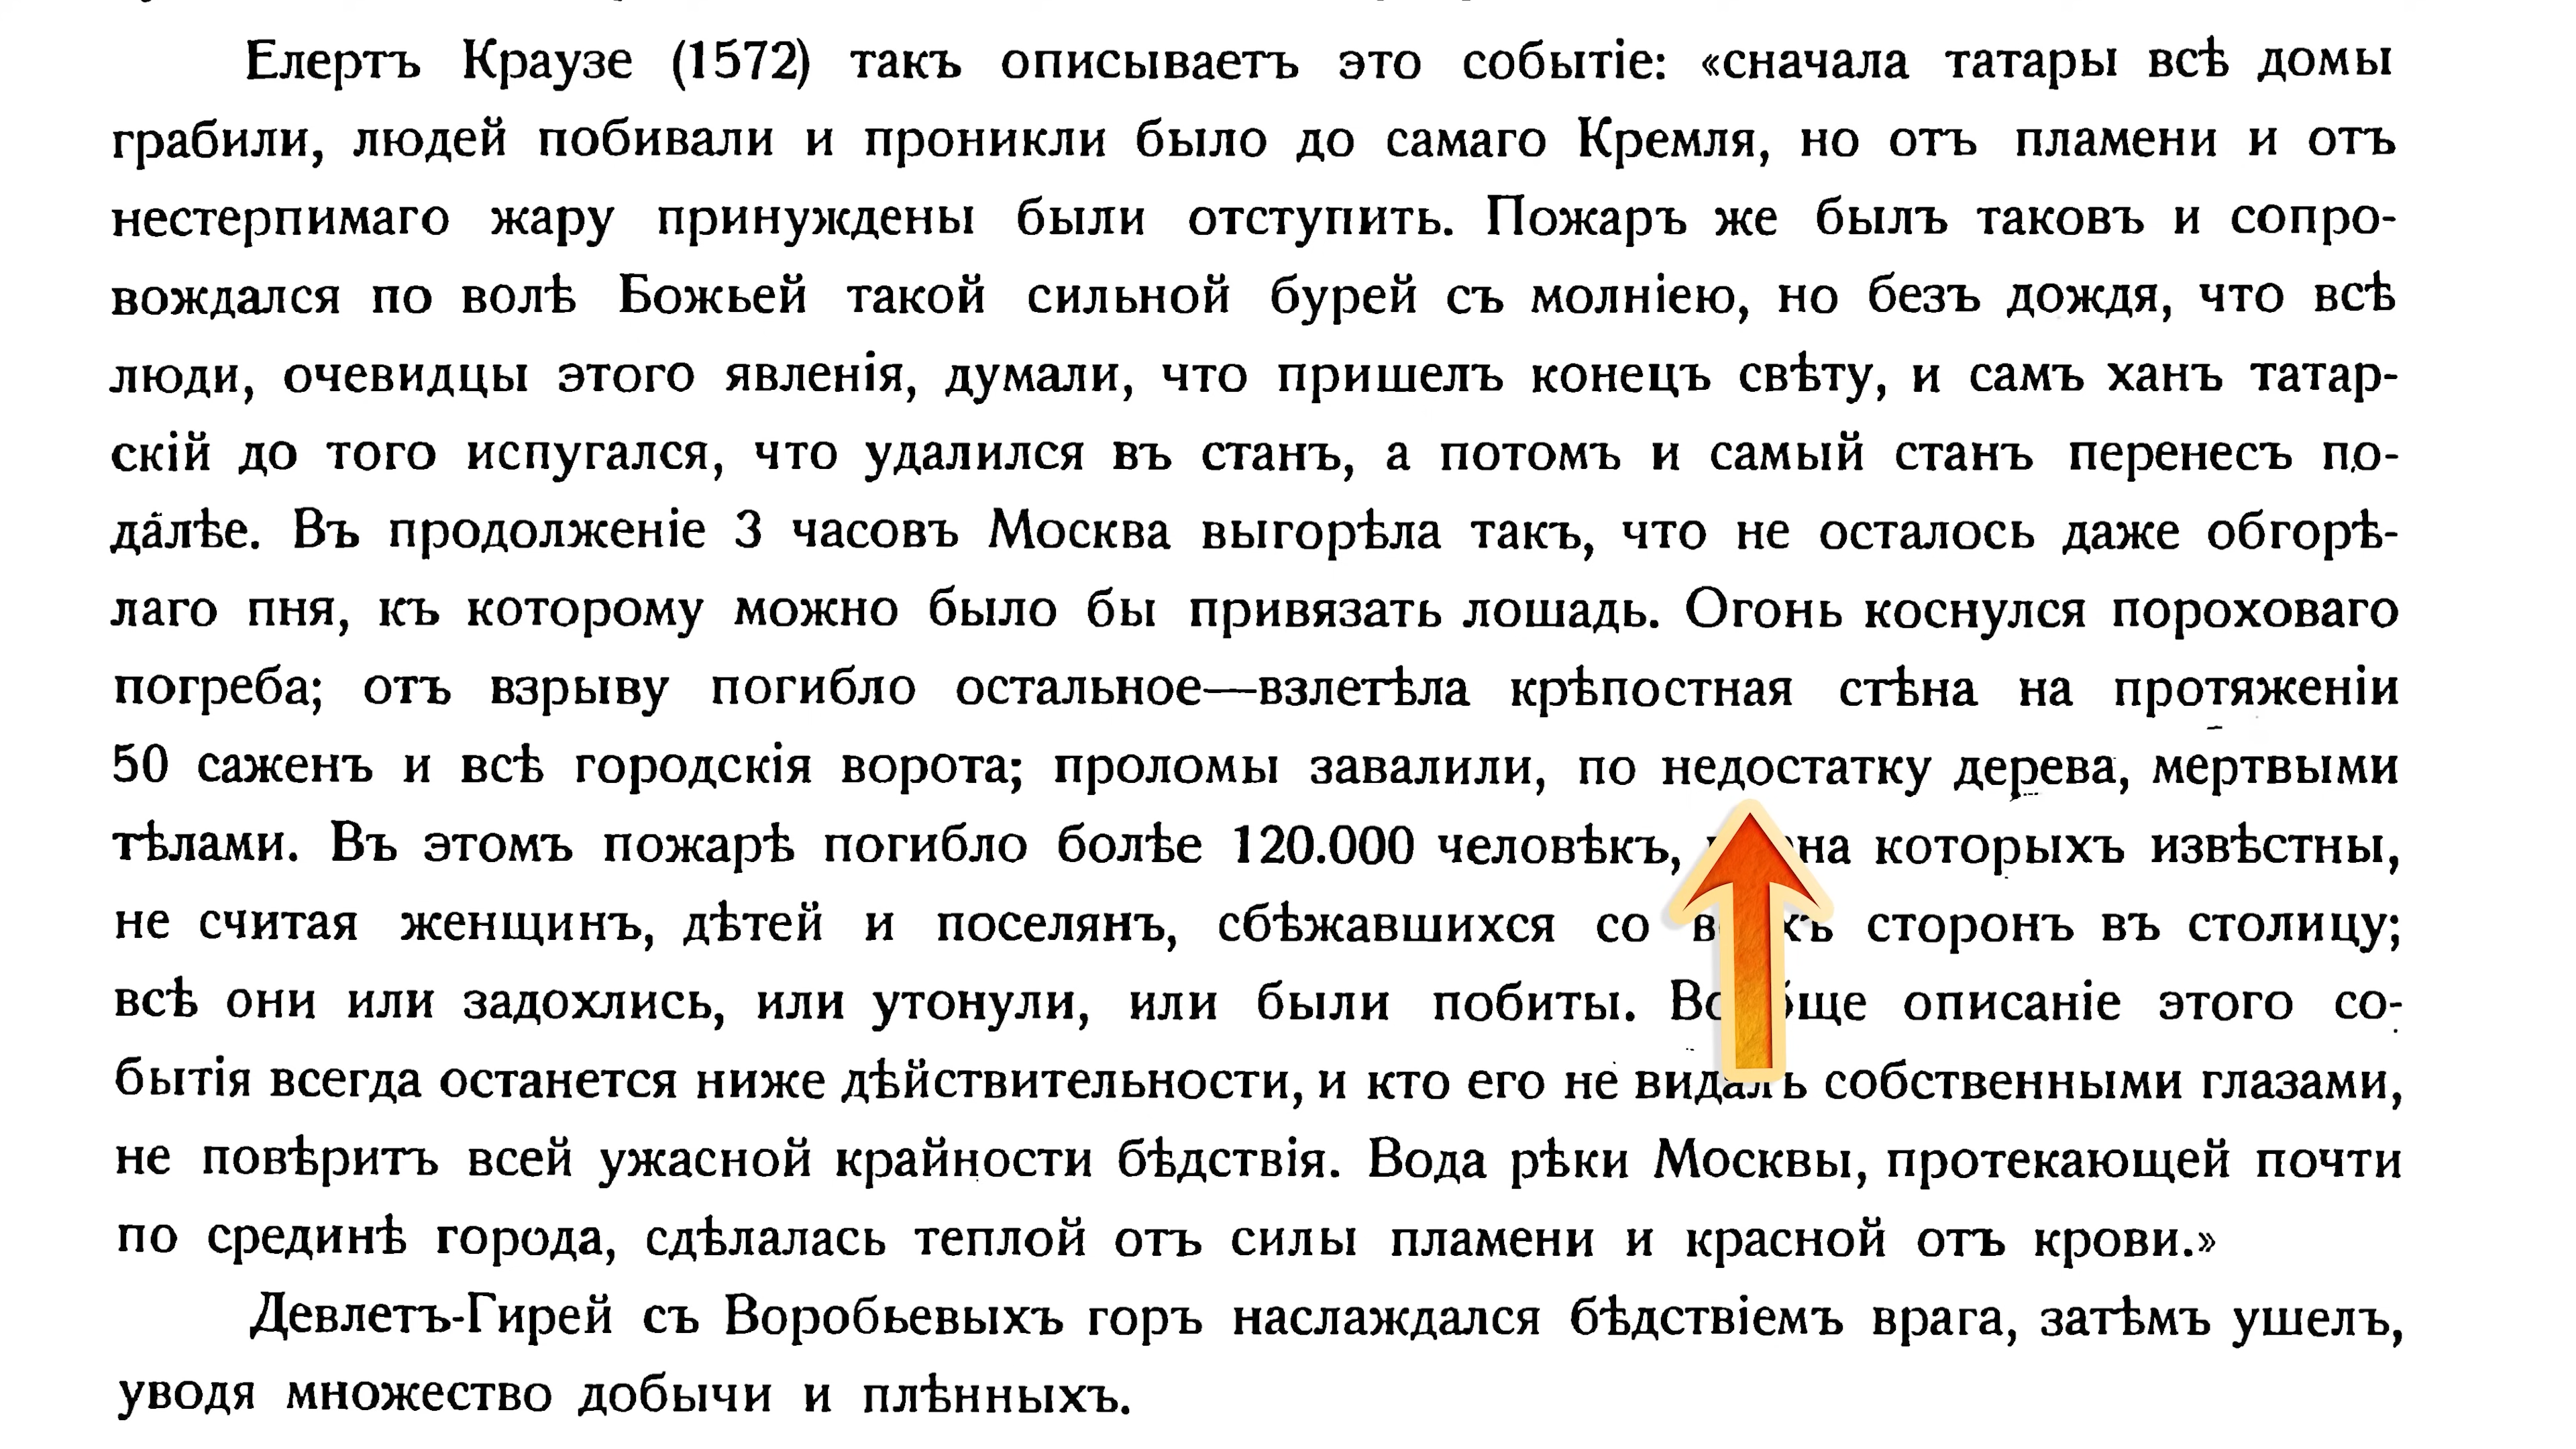 Елертъ Краузе (1572) такъ описываетъ это событіе: «сначала татары всѣ домы
грабили, людей побивали и проникли было до самаго Кремля, но отъ пламени и отъ
нестерпимаго жару принуждены были отступить. Пожаръ же былъ таковъ и сопро-
вождался по волѣ Божьей такой сильной бурей съ молніею, но безъ дождя, что всѣ
люди, очевидцы этого явленія, думали, что пришелъ конецъ свѣту, и самъ ханъ татар-
скій до того испугался, что удалился въ станъ, а потомъ и самый станъ перенесъ по-
далѣе. Въ продолженіе 3 часовъ Москва выгорѣла такъ, что не осталось даже обгорѣ-
лаго пня, къ которому можно было бы привязать лошадь. Огонь коснулся пороховаго
погреба; отъ взрыву погибло остальное—взлетѣла крѣпостная стѣна на протяженіи
50 саженъ и всѣ городскія ворота; проломы завалили, по недостатку дерева, мертвыми
тѣлами. Въ этомъ пожарѣ погибло болѣе 120.000 человѣкъ, которыхъ извѣстны,
не считая женщинъ, дѣтей и поселянъ, сбѣжавшихся со сторонъ въ столицу;
всѣ они или задохлись, или утонули, или были побиты. описаніе этого со-
бытія всегда останется ниже дѣйствительности, и кто его не видалъ собственными глазами,
не повѣритъ всей ужасной крайности бѣдствія. Вода рѣки Москвы, протекающей почти
по срединѣ города, сдѣлалась теплой отъ силы пламени и красной отъ крови.»
Девлетъ-Гирей съ Воробьевыхъ горъ наслаждался бѣдствіемъ врага, затѣмъ ушелъ,
уводя множество добычи и плѣнныхъ.